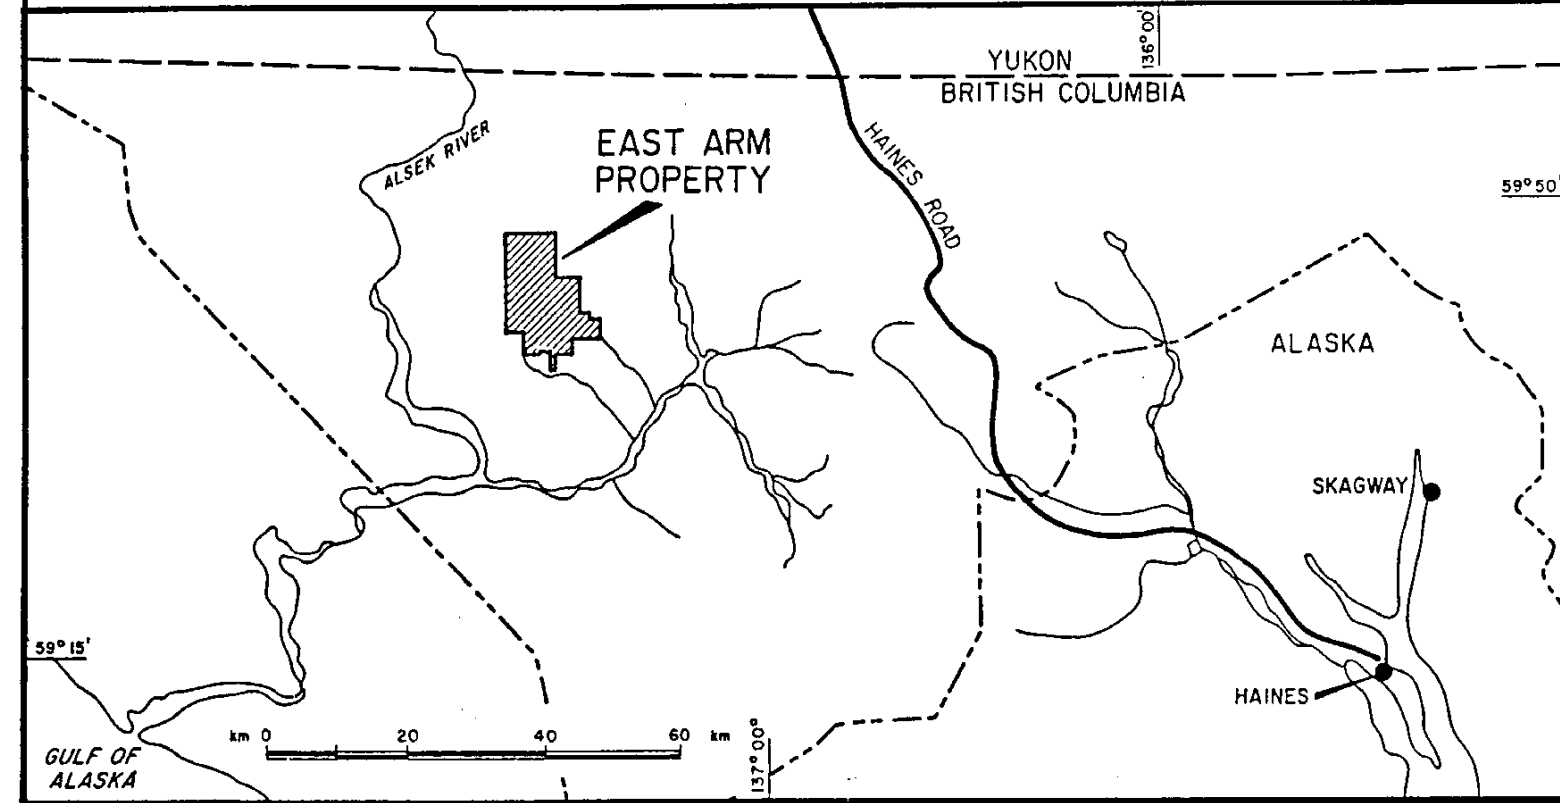 136°00'
YUKON
BRITISH COLUMBIA
ALSEK RIVER
EAST ARM
PROPERTY
HAINES ROAD
59°50'
ALASKA
SKAGWAY
59°15'
HAINES
km 0 20 40 60 km
137°00°
GULF OF
ALASKA